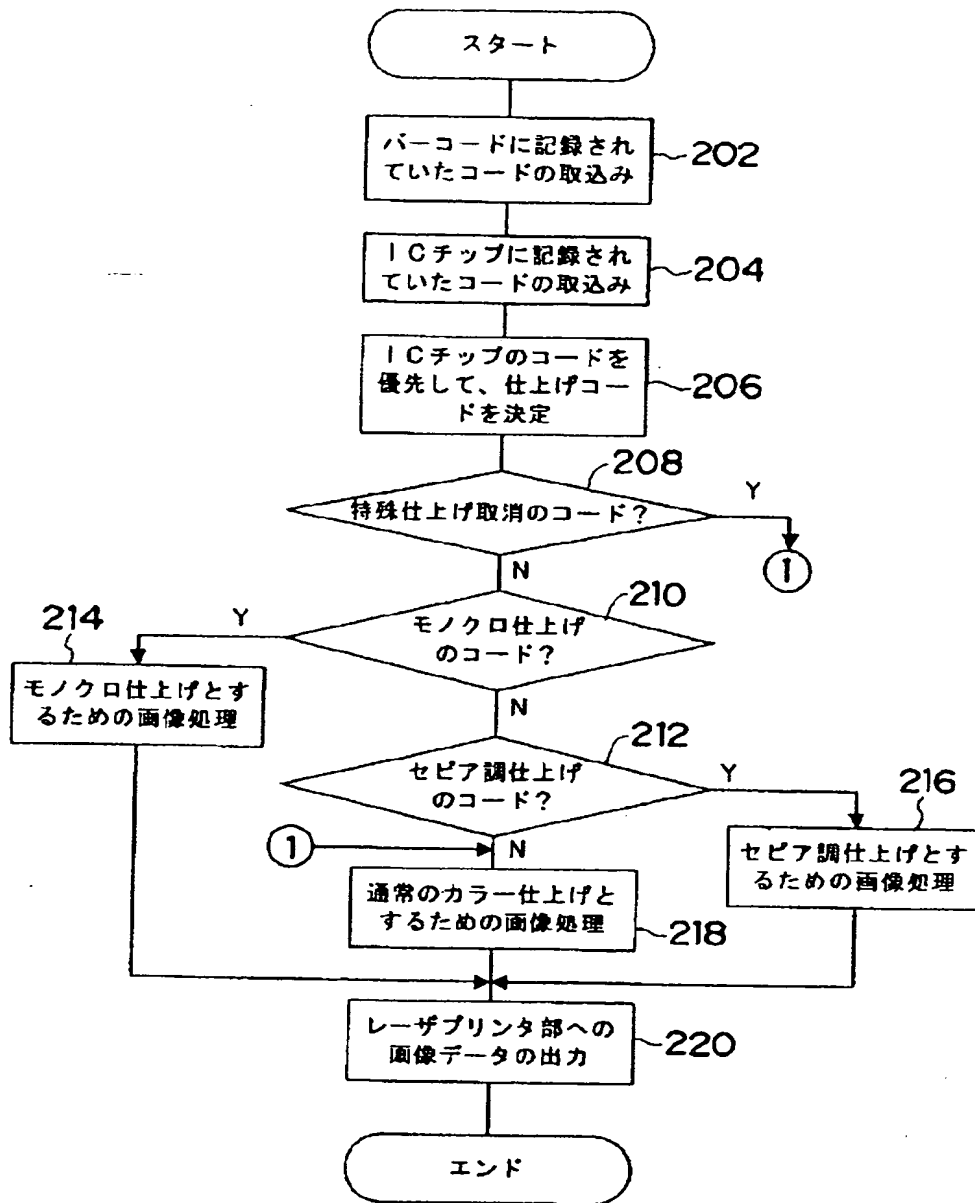 スタート
バーコードに記録され
ていたコードの取込み
202
ICチップに記録され
ていたコードの取込み
204
ICチップのコードを
優先して、仕上げコー
ドを決定
206
208
特殊仕上げ取消のコード?
Y
①
N
210
モノクロ仕上げ
のコード?
Y
214
モノクロ仕上げとす
るための画像処理
N
212
セピア調仕上げ
のコード?
Y
216
セピア調仕上げとす
るための画像処理
①
N
通常のカラー仕上げと
するための画像処理
218
レーザプリンタ部への
画像データの出力
220
エンド